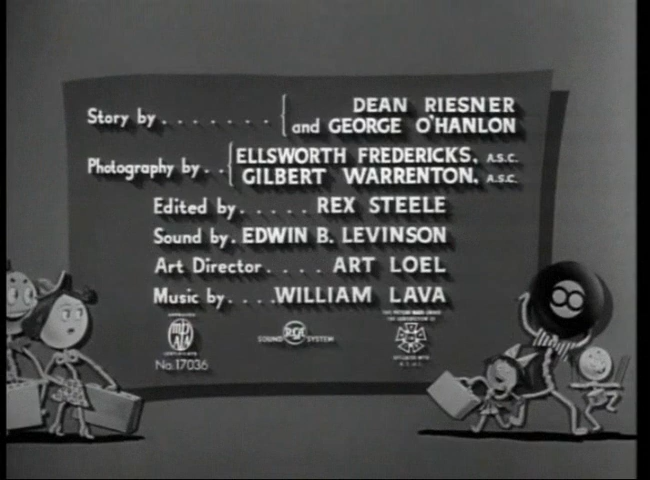 Story by . . . . . . . { DEAN RIESNER
and GEORGE O'HANLON
Photography by . . { ELLSWORTH FREDERICKS, A.S.C.
GILBERT WARRENTON, A.S.C.
Edited by . . . . . REX STEELE
Sound by . EDWIN B. LEVINSON
Art Director . . . . ART LOEL
Music by . . . . WILLIAM LAVA
SOUND RCA SYSTEM
No. 17036